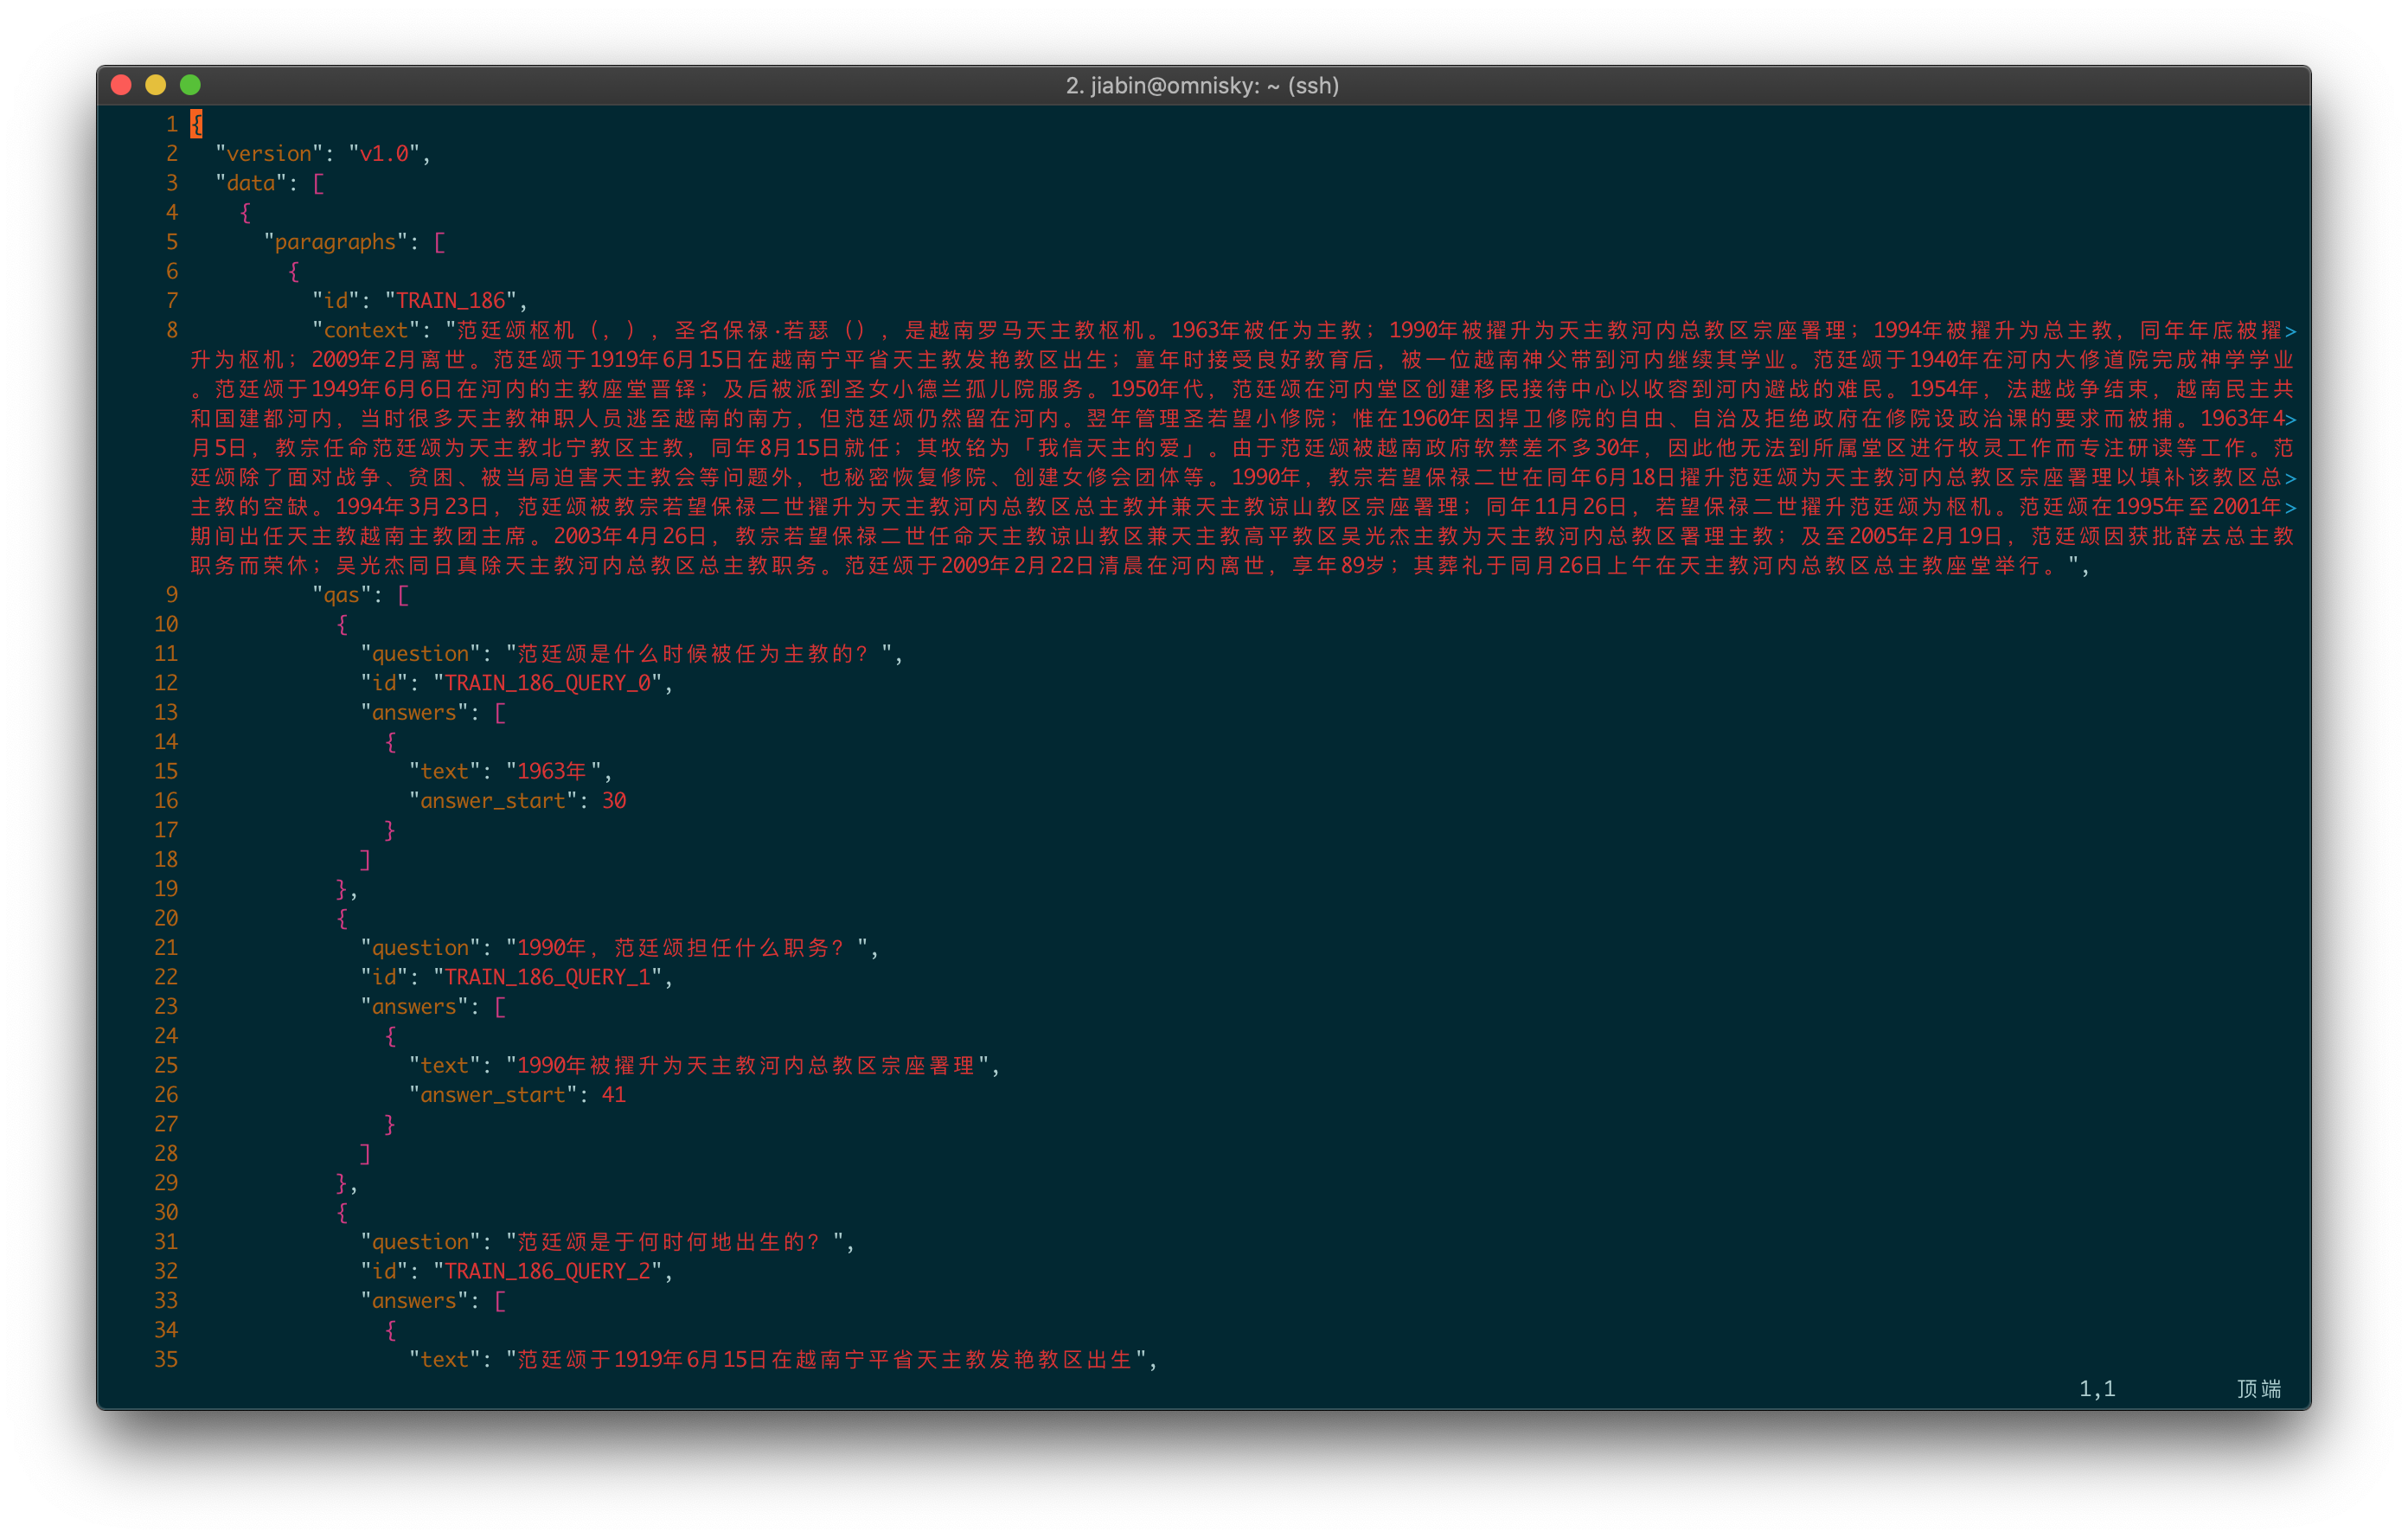 2. jiabin@omnisky: ~ (ssh)
1 {
2 "version": "v1.0",
3 "data": [
4 {
5 "paragraphs": [
6 {
7 "id": "TRAIN_186",
8 "context": "范廷颂枢机（，），圣名保禄·若瑟（），是越南罗马天主教枢机。1963年被任为主教；1990年被擢升为天主教河内总教区宗座署理；1994年被擢升为总主教，同年年底被擢>
升为枢机；2009年2月离世。范廷颂于1919年6月15日在越南宁平省天主教发艳教区出生；童年时接受良好教育后，被一位越南神父带到河内继续其学业。范廷颂于1940年在河内大修道院完成神学学业
。范廷颂于1949年6月6日在河内的主教座堂晋铎；及后被派到圣女小德兰孤儿院服务。1950年代，范廷颂在河内堂区创建移民接待中心以收容到河内避战的难民。1954年，法越战争结束，越南民主共
和国建都河内，当时很多天主教神职人员逃至越南的南方，但范廷颂仍然留在河内。翌年管理圣若望小修院；惟在1960年因捍卫修院的自由、自治及拒绝政府在修院设政治课的要求而被捕。1963年4>
月5日，教宗任命范廷颂为天主教北宁教区主教，同年8月15日就任；其牧铭为「我信天主的爱」。由于范廷颂被越南政府软禁差不多30年，因此他无法到所属堂区进行牧灵工作而专注研读等工作。范
廷颂除了面对战争、贫困、被当局迫害天主教会等问题外，也秘密恢复修院、创建女修会团体等。1990年，教宗若望保禄二世在同年6月18日擢升范廷颂为天主教河内总教区宗座署理以填补该教区总>
主教的空缺。1994年3月23日，范廷颂被教宗若望保禄二世擢升为天主教河内总教区总主教并兼天主教谅山教区宗座署理；同年11月26日，若望保禄二世擢升范廷颂为枢机。范廷颂在1995年至2001年>
期间出任天主教越南主教团主席。2003年4月26日，教宗若望保禄二世任命天主教谅山教区兼天主教高平教区吴光杰主教为天主教河内总教区署理主教；及至2005年2月19日，范廷颂因获批辞去总主教
职务而荣休；吴光杰同日真除天主教河内总教区总主教职务。范廷颂于2009年2月22日清晨在河内离世，享年89岁；其葬礼于同月26日上午在天主教河内总教区总主教座堂举行。",
9 "qas": [
10 {
11 "question": "范廷颂是什么时候被任为主教的？",
12 "id": "TRAIN_186_QUERY_0",
13 "answers": [
14 {
15 "text": "1963年",
16 "answer_start": 30
17 }
18 ]
19 },
20 {
21 "question": "1990年，范廷颂担任什么职务？",
22 "id": "TRAIN_186_QUERY_1",
23 "answers": [
24 {
25 "text": "1990年被擢升为天主教河内总教区宗座署理",
26 "answer_start": 41
27 }
28 ]
29 },
30 {
31 "question": "范廷颂是于何时何地出生的？",
32 "id": "TRAIN_186_QUERY_2",
33 "answers": [
34 {
35 "text": "范廷颂于1919年6月15日在越南宁平省天主教发艳教区出生",
1,1 顶端